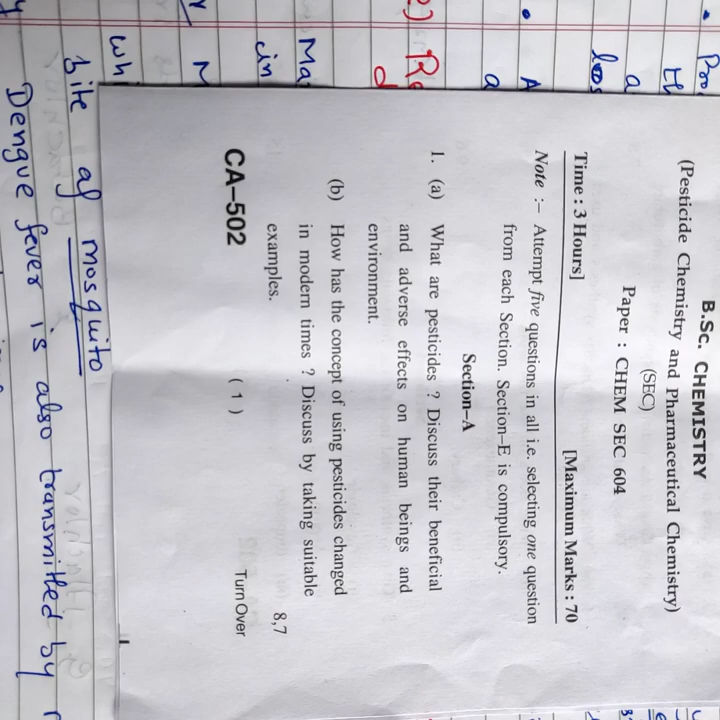 B.Sc. CHEMISTRY
(Pesticide Chemistry and Pharmaceutical Chemistry)
(SEC)
Paper : CHEM SEC 604
Time : 3 Hours]
[Maximum Marks : 70
Note :– Attempt five questions in all i.e. selecting one question
from each Section. Section–E is compulsory.
Section–A
1. (a) What are pesticides ? Discuss their beneficial
and adverse effects on human beings and
environment.
(b) How has the concept of using pesticides changed
in modern times ? Discuss by taking suitable
examples.
8,7
CA–502
( 1 )
Turn Over
in
wh
bite of mosquito
Dengue fever is also transmitted by